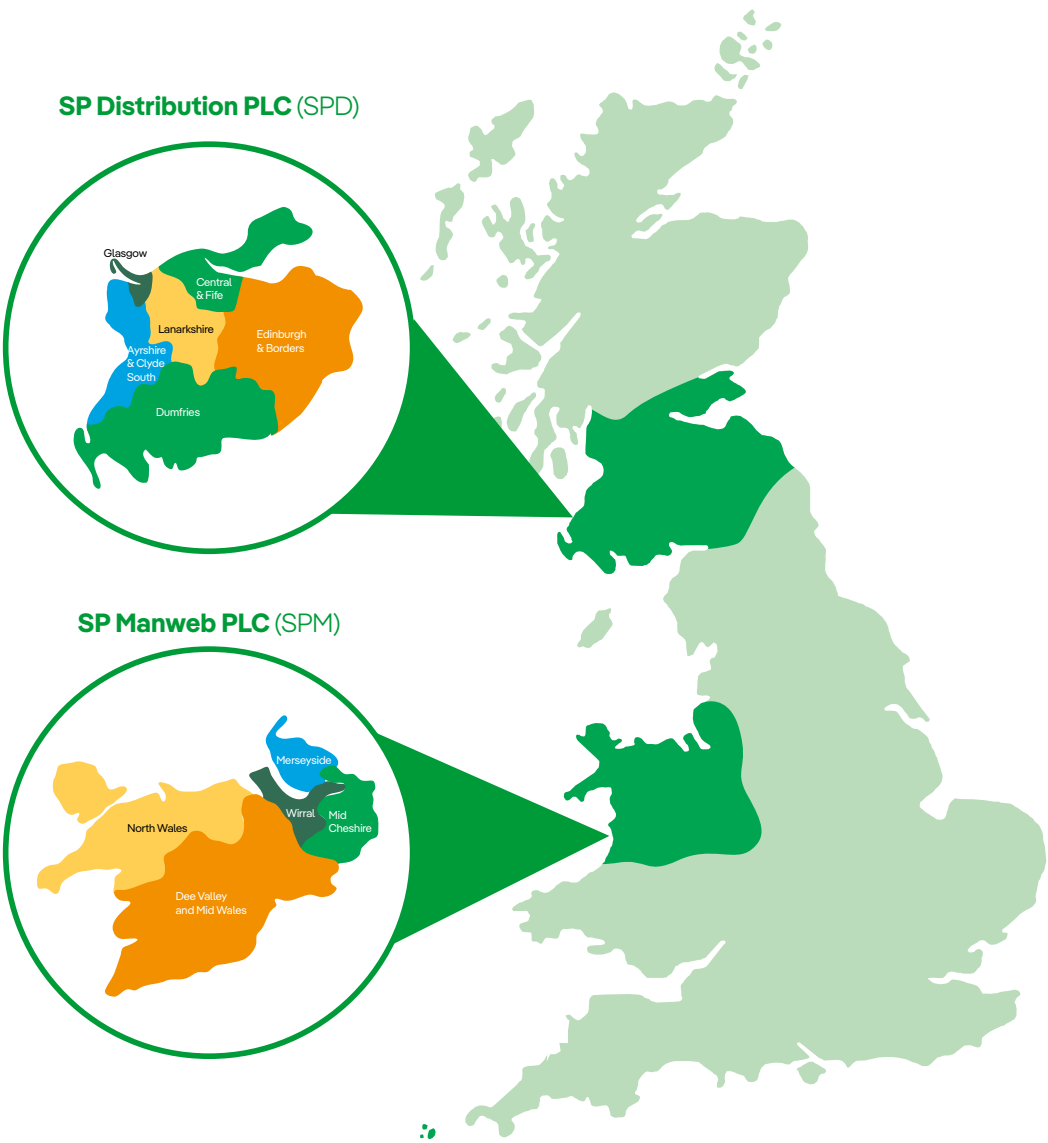 SP Distribution PLC (SPD)
Glasgow
Central
& Fife
Lanarkshire
Edinburgh
& Borders
Ayrshire
& Clyde
South
Dumfries
SP Manweb PLC (SPM)
Merseyside
Wirral
Mid
Cheshire
North Wales
Dee Valley
and Mid Wales